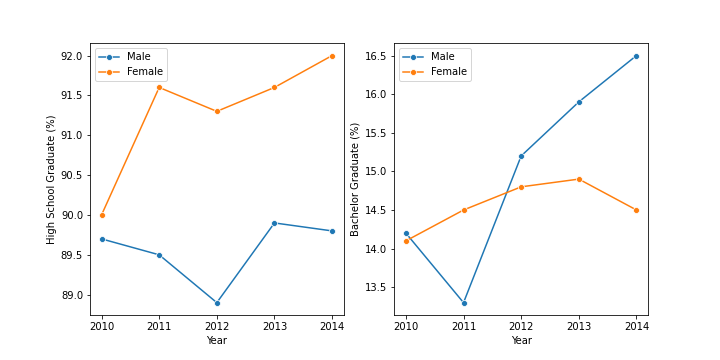 High School Graduate (%)
92.0
91.5
91.0
90.5
90.0
89.5
89.0
Male
Female
2010 2011 2012 2013 2014
Year
Bachelor Graduate (%)
16.5
16.0
15.5
15.0
14.5
14.0
13.5
Male
Female
2010 2011 2012 2013 2014
Year